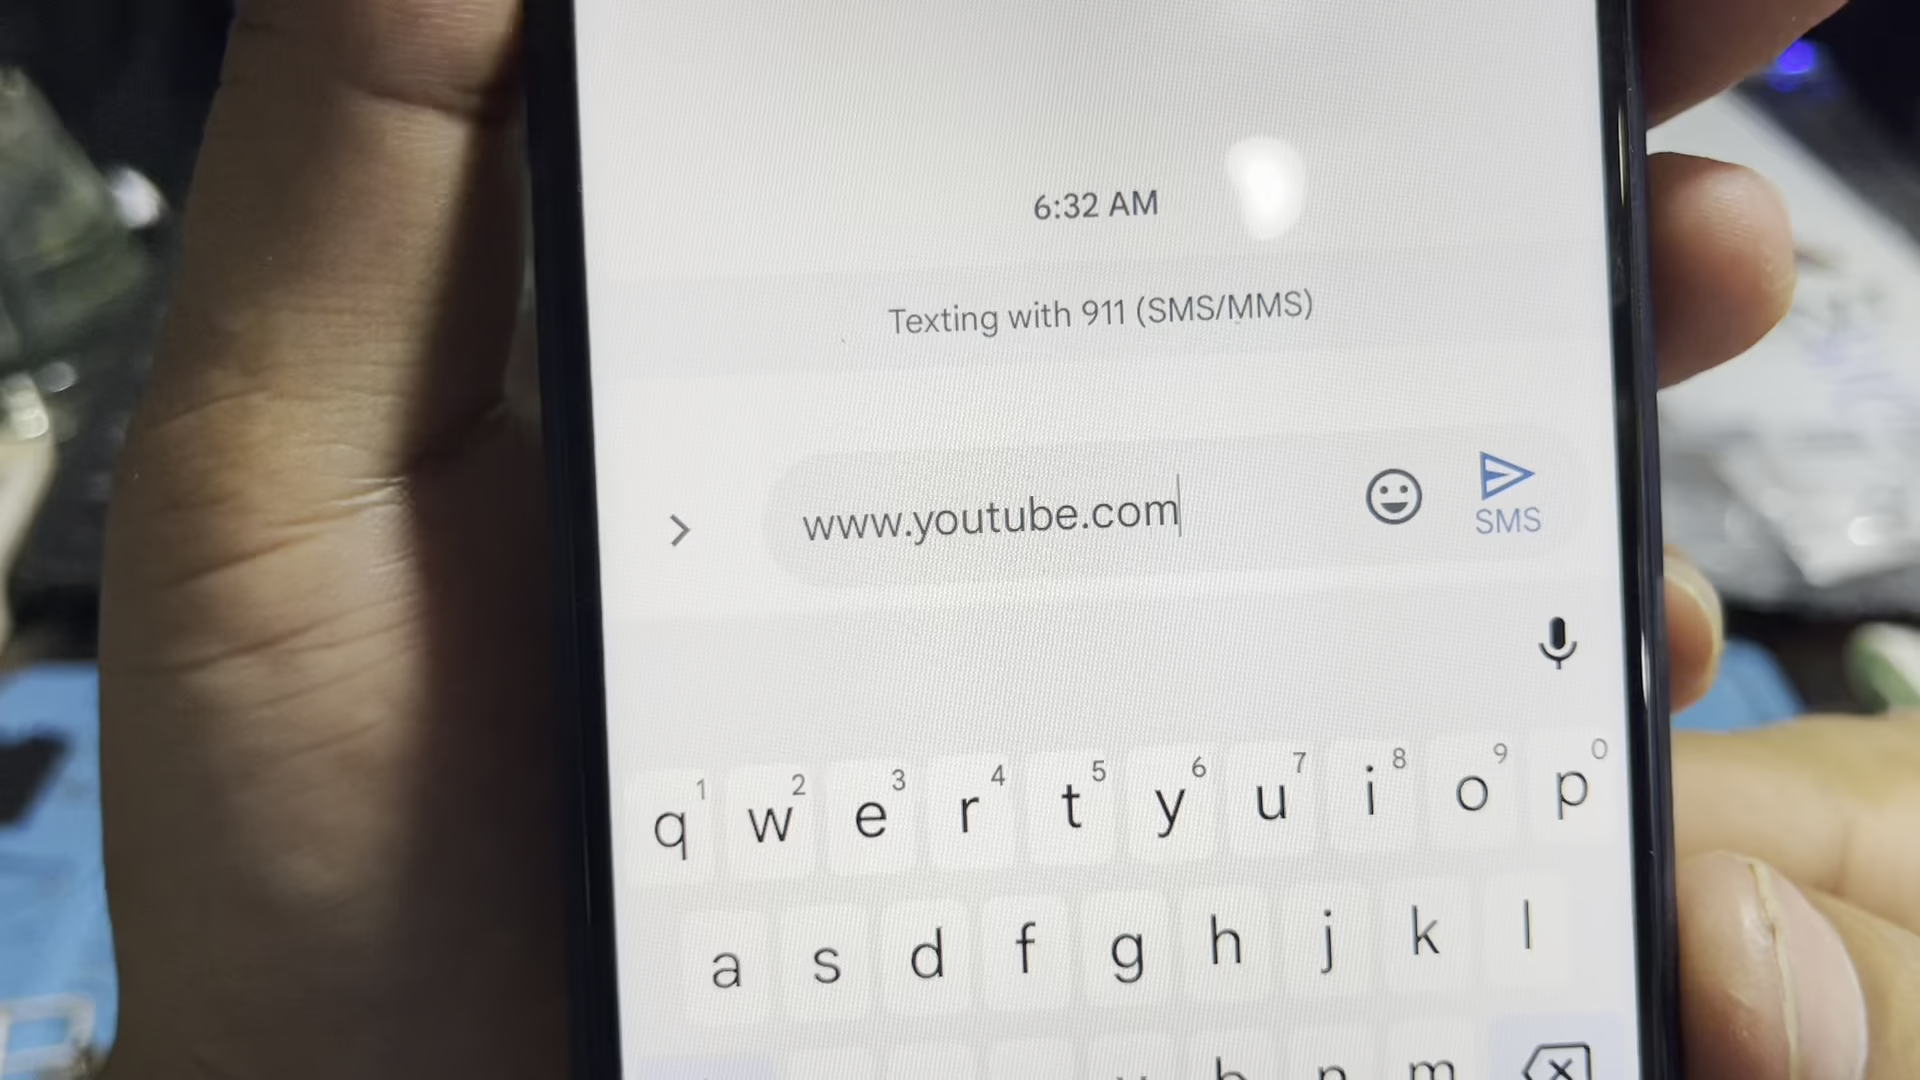 6:32 AM
Texting with 911 (SMS/MMS)
www.youtube.com
SMS
1 2 3 4 5 6 7 8 9 0
q w e r t y u i o p
a s d f g h j k l
b n m